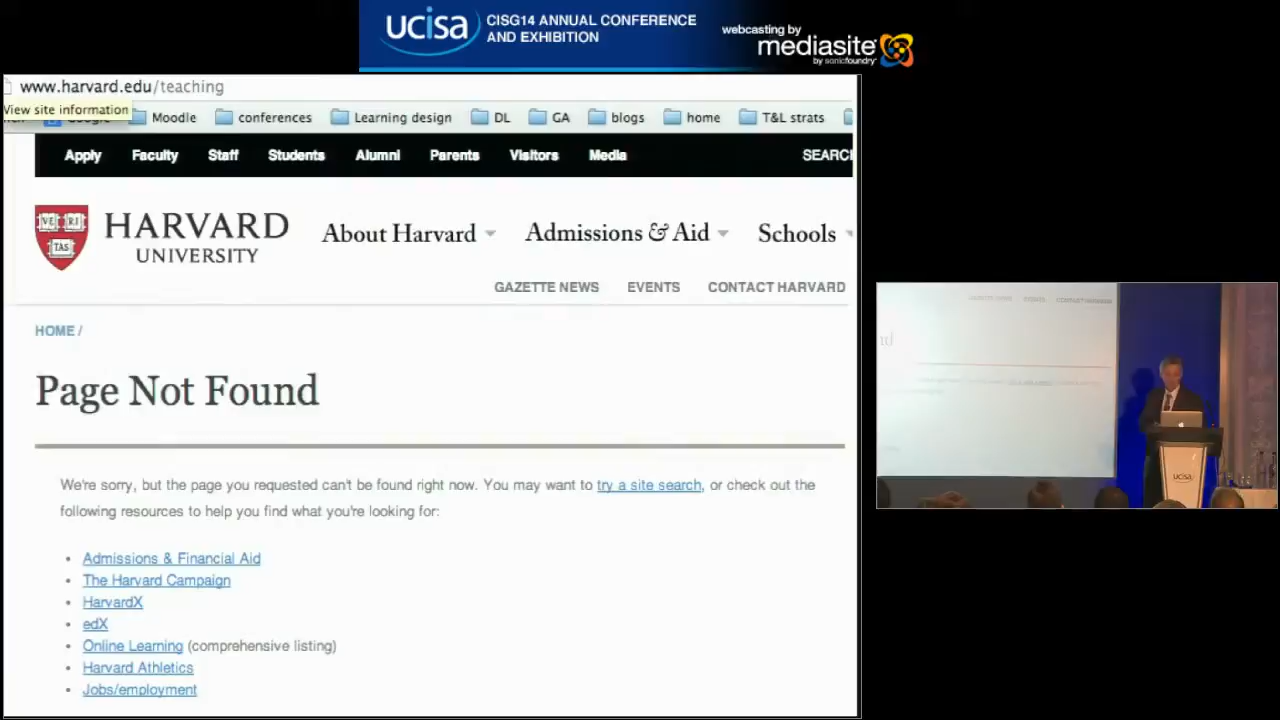 ucisa
CISG14 ANNUAL CONFERENCE
AND EXHIBITION
webcasting by
mediasite
by sonicfoundry
www.harvard.edu/teaching
View site information
Moodle
conferences
Learning design
DL
GA
blogs
home
T&L strats
Apply
Faculty
Staff
Students
Alumni
Parents
Visitors
Media
SEARCH
VE RI
TAS
HARVARD
UNIVERSITY
About Harvard
Admissions & Aid
Schools
GAZETTE NEWS
EVENTS
CONTACT HARVARD
HOME /
Page Not Found
We're sorry, but the page you requested can't be found right now. You may want to try a site search, or check out the
following resources to help you find what you're looking for:
• Admissions & Financial Aid
• The Harvard Campaign
• HarvardX
• edX
• Online Learning (comprehensive listing)
• Harvard Athletics
• Jobs/employment
ucisa